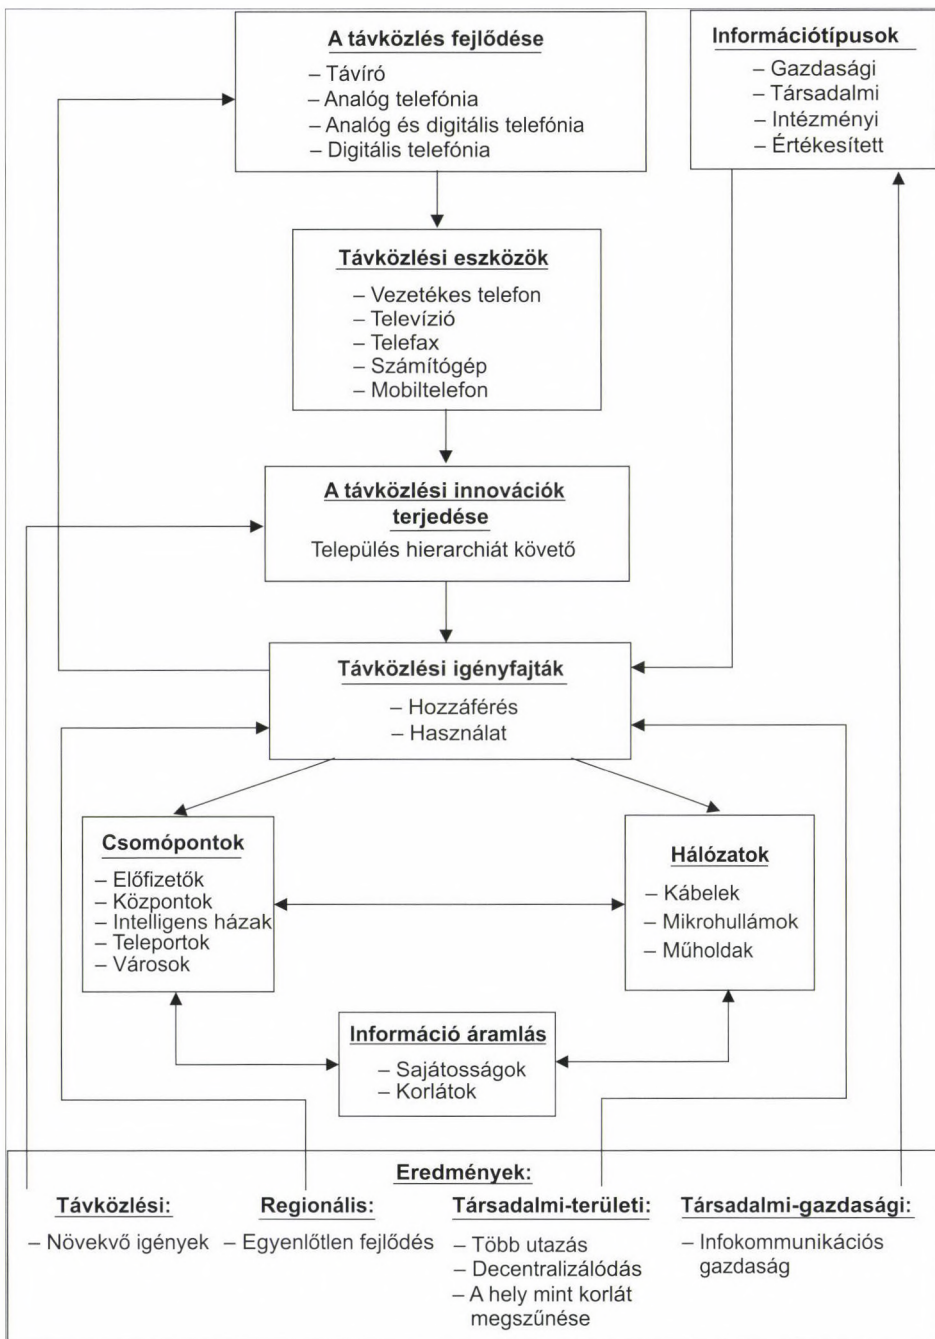 A távközlés fejlődése
– Távíró
– Analóg telefónia
– Analóg és digitális telefónia
– Digitális telefónia
Információtípusok
– Gazdasági
– Társadalmi
– Intézményi
– Értékesített
Távközlési eszközök
– Vezetékes telefon
– Televízió
– Telefax
– Számítógép
– Mobiltelefon
A távközlési innovációk
terjedése
Település hierarchiát követő
Távközlési igényfajták
– Hozzáférés
– Használat
Csomópontok
– Előfizetők
– Központok
– Intelligens házak
– Teleportok
– Városok
Hálózatok
– Kábelek
– Mikrohullámok
– Műholdak
Információ áramlás
– Sajátosságok
– Korlátok
Eredmények:
Távközlési:
– Növekvő igények
Regionális:
– Egyenlőtlen fejlődés
Társadalmi-területi:
– Több utazás
– Decentralizálódás
– A hely mint korlát
megszűnése
Társadalmi-gazdasági:
– Infokommunikációs
gazdaság